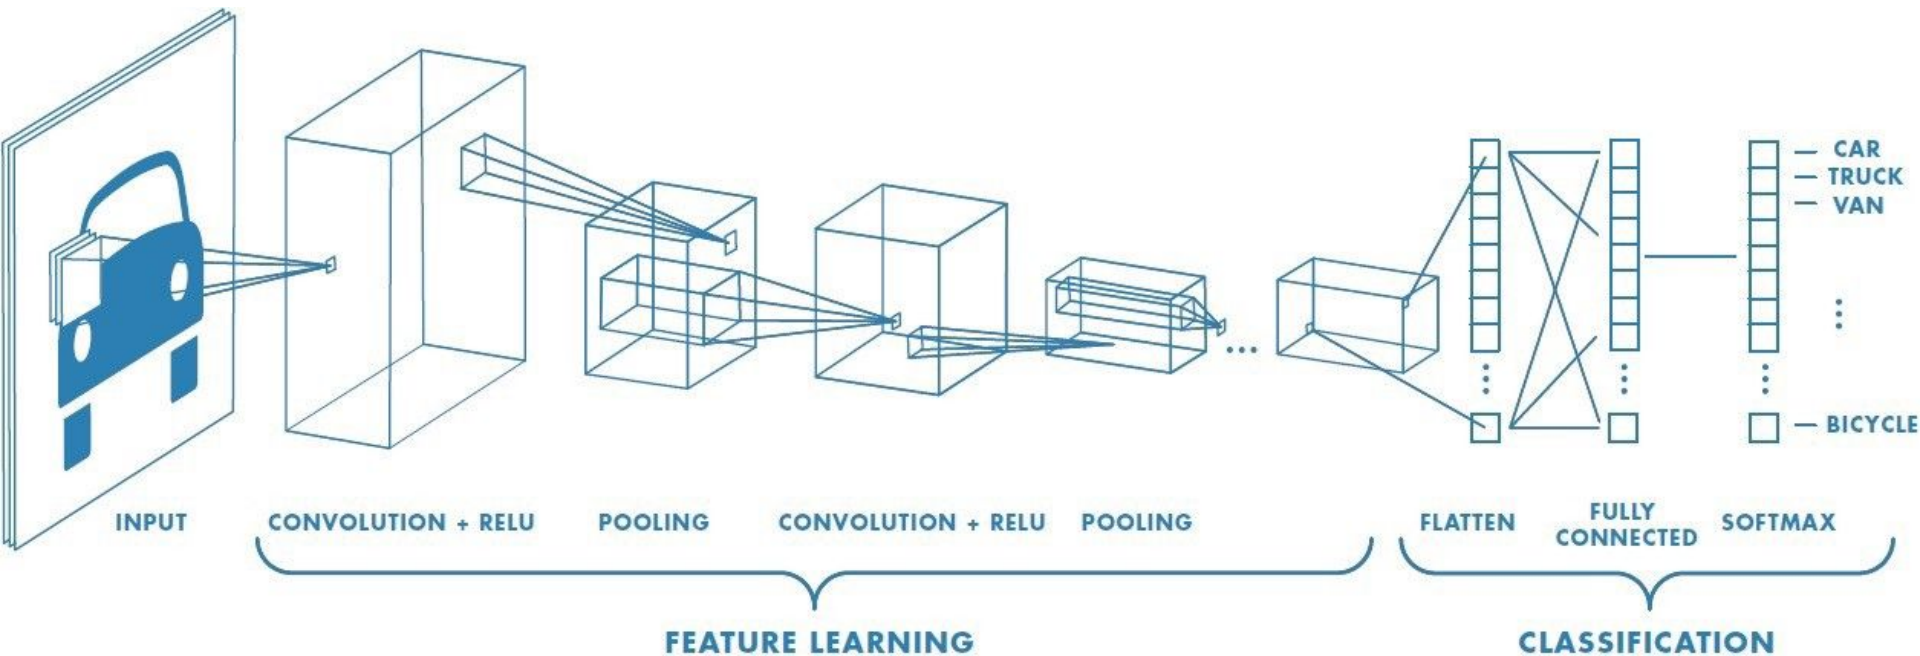 CAR
TRUCK
VAN
BICYCLE
INPUT
CONVOLUTION + RELU
POOLING
CONVOLUTION + RELU
POOLING
FLATTEN
FULLY
CONNECTED
SOFTMAX
FEATURE LEARNING
CLASSIFICATION